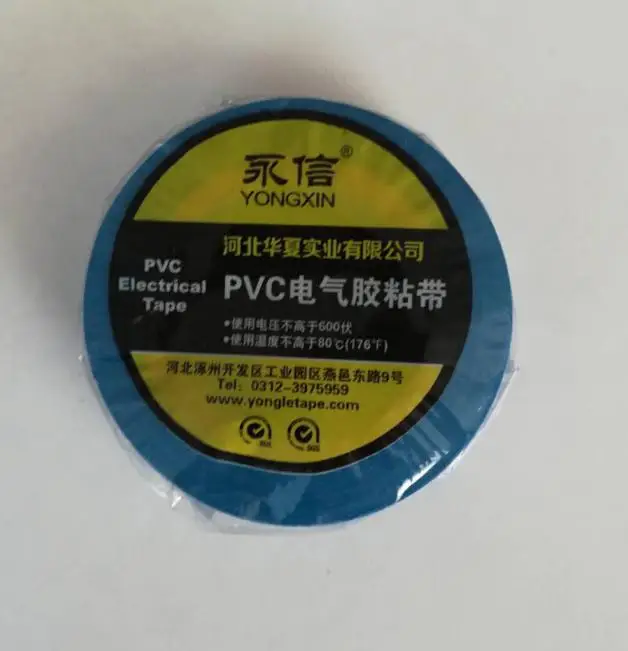 永信®
YONGXIN
河北华夏实业有限公司
PVC
Electrical
Tape
PVC电气胶粘带
•使用电压不高于600伏
•使用温度不高于80℃(176℉)
河北涿州开发区工业园区燕邑东路9号
Tel: 0312-3975959
www.yongletape.com
SGS